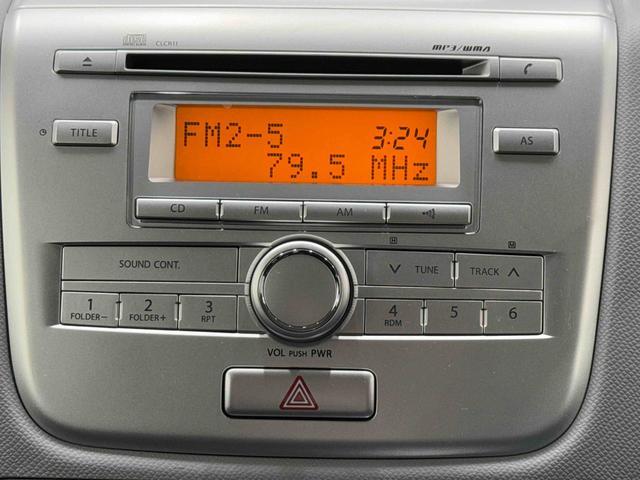 CLCR11
MP3/WMA
TITLE
FM2-5 3:24
79.5 MHz
AS
CD FM AM
SOUND CONT.
H M
TUNE TRACK
1 2 3 4 5 6
FOLDER- FOLDER+ RPT RDM
VOL PUSH PWR